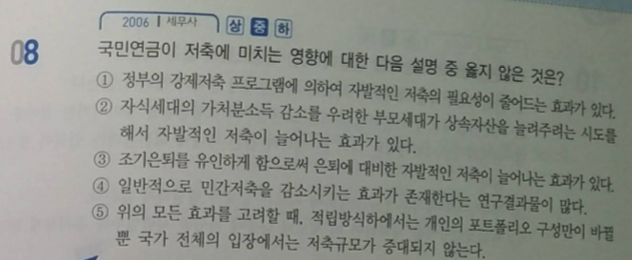 2006 | 세무사 상 중 하
08 국민연금이 저축에 미치는 영향에 대한 다음 설명 중 옳지 않은 것은?
① 정부의 강제저축 프로그램에 의하여 자발적인 저축의 필요성이 줄어드는 효과가 있다.
② 자식세대의 가처분소득 감소를 우려한 부모세대가 상속자산을 늘려주려는 시도를
해서 자발적인 저축이 늘어나는 효과가 있다.
③ 조기은퇴를 유인하게 함으로써 은퇴에 대비한 자발적인 저축이 늘어나는 효과가 있다.
④ 일반적으로 민간저축을 감소시키는 효과가 존재한다는 연구결과물이 많다.
⑤ 위의 모든 효과를 고려할 때, 적립방식하에서는 개인의 포트폴리오 구성만이 바뀔
뿐 국가 전체의 입장에서는 저축규모가 증대되지 않는다.